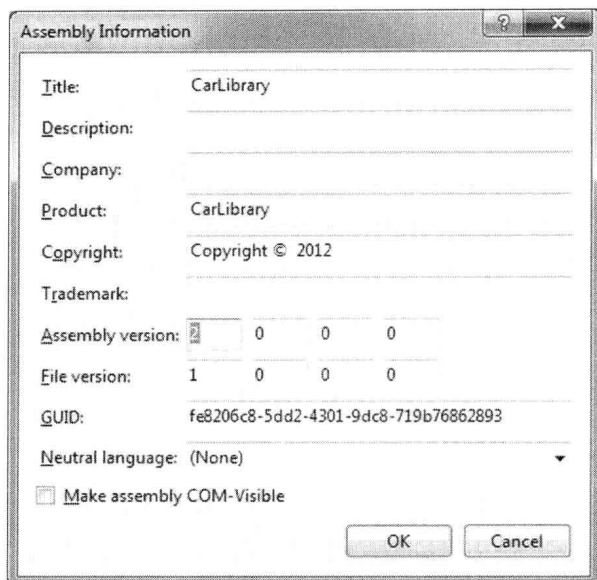 Assembly Information
Title: CarLibrary
Description:
Company:
Product: CarLibrary
Copyright: Copyright © 2012
Trademark:
Assembly version: 2 0 0 0
File version: 1 0 0 0
GUID: fe8206c8-5dd2-4301-9dc8-719b76862893
Neutral language: (None)
Make assembly COM-Visible
OK Cancel